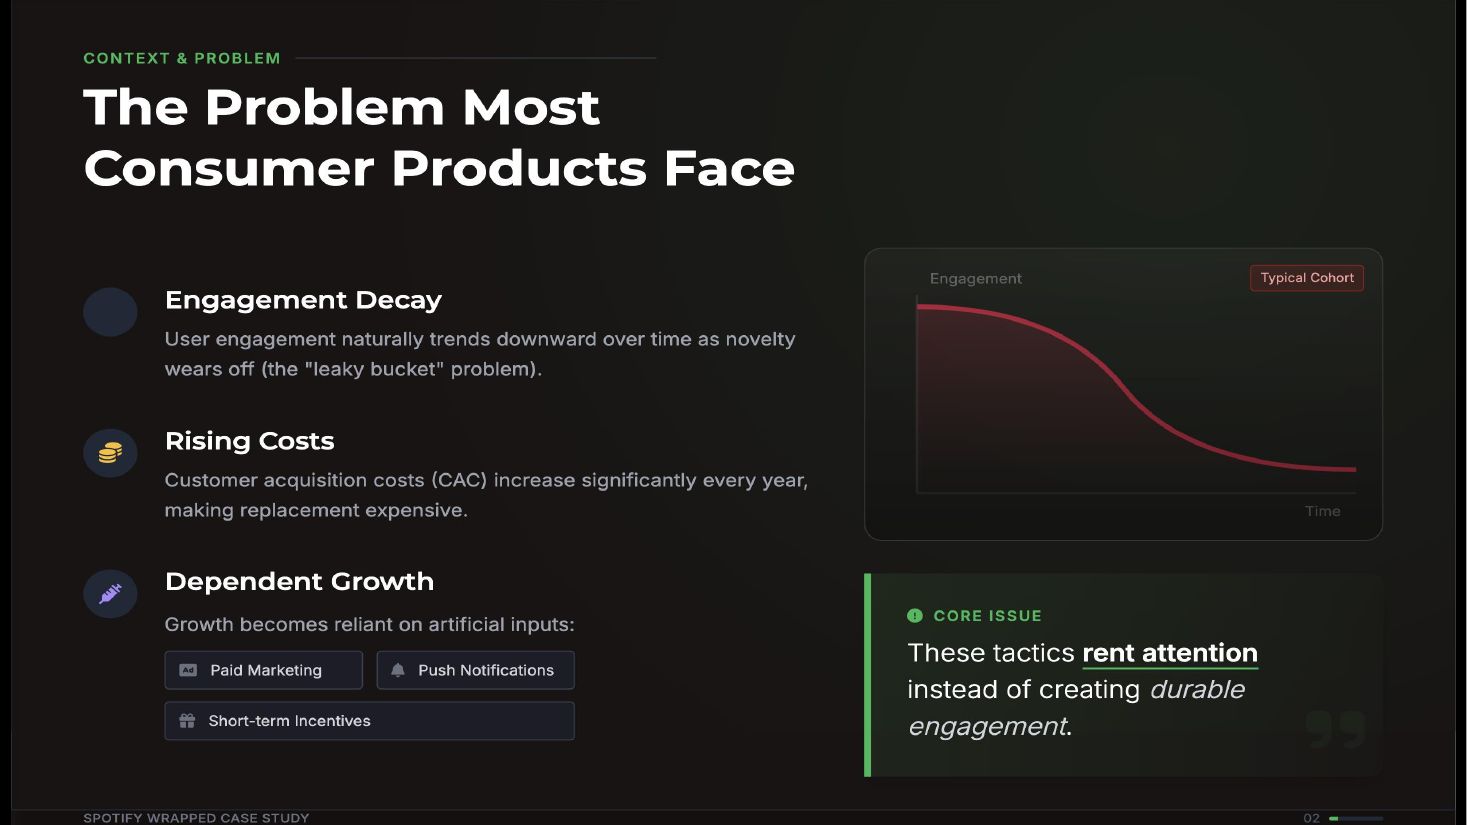 CONTEXT & PROBLEM
The Problem Most
Consumer Products Face
Engagement Decay
User engagement naturally trends downward over time as novelty
wears off (the "leaky bucket" problem).
Rising Costs
Customer acquisition costs (CAC) increase significantly every year,
making replacement expensive.
Dependent Growth
Growth becomes reliant on artificial inputs:
Ad Paid Marketing
Push Notifications
Short-term Incentives
Engagement
Typical Cohort
Time
CORE ISSUE
These tactics rent attention
instead of creating durable
engagement.
SPOTIFY WRAPPED CASE STUDY
02